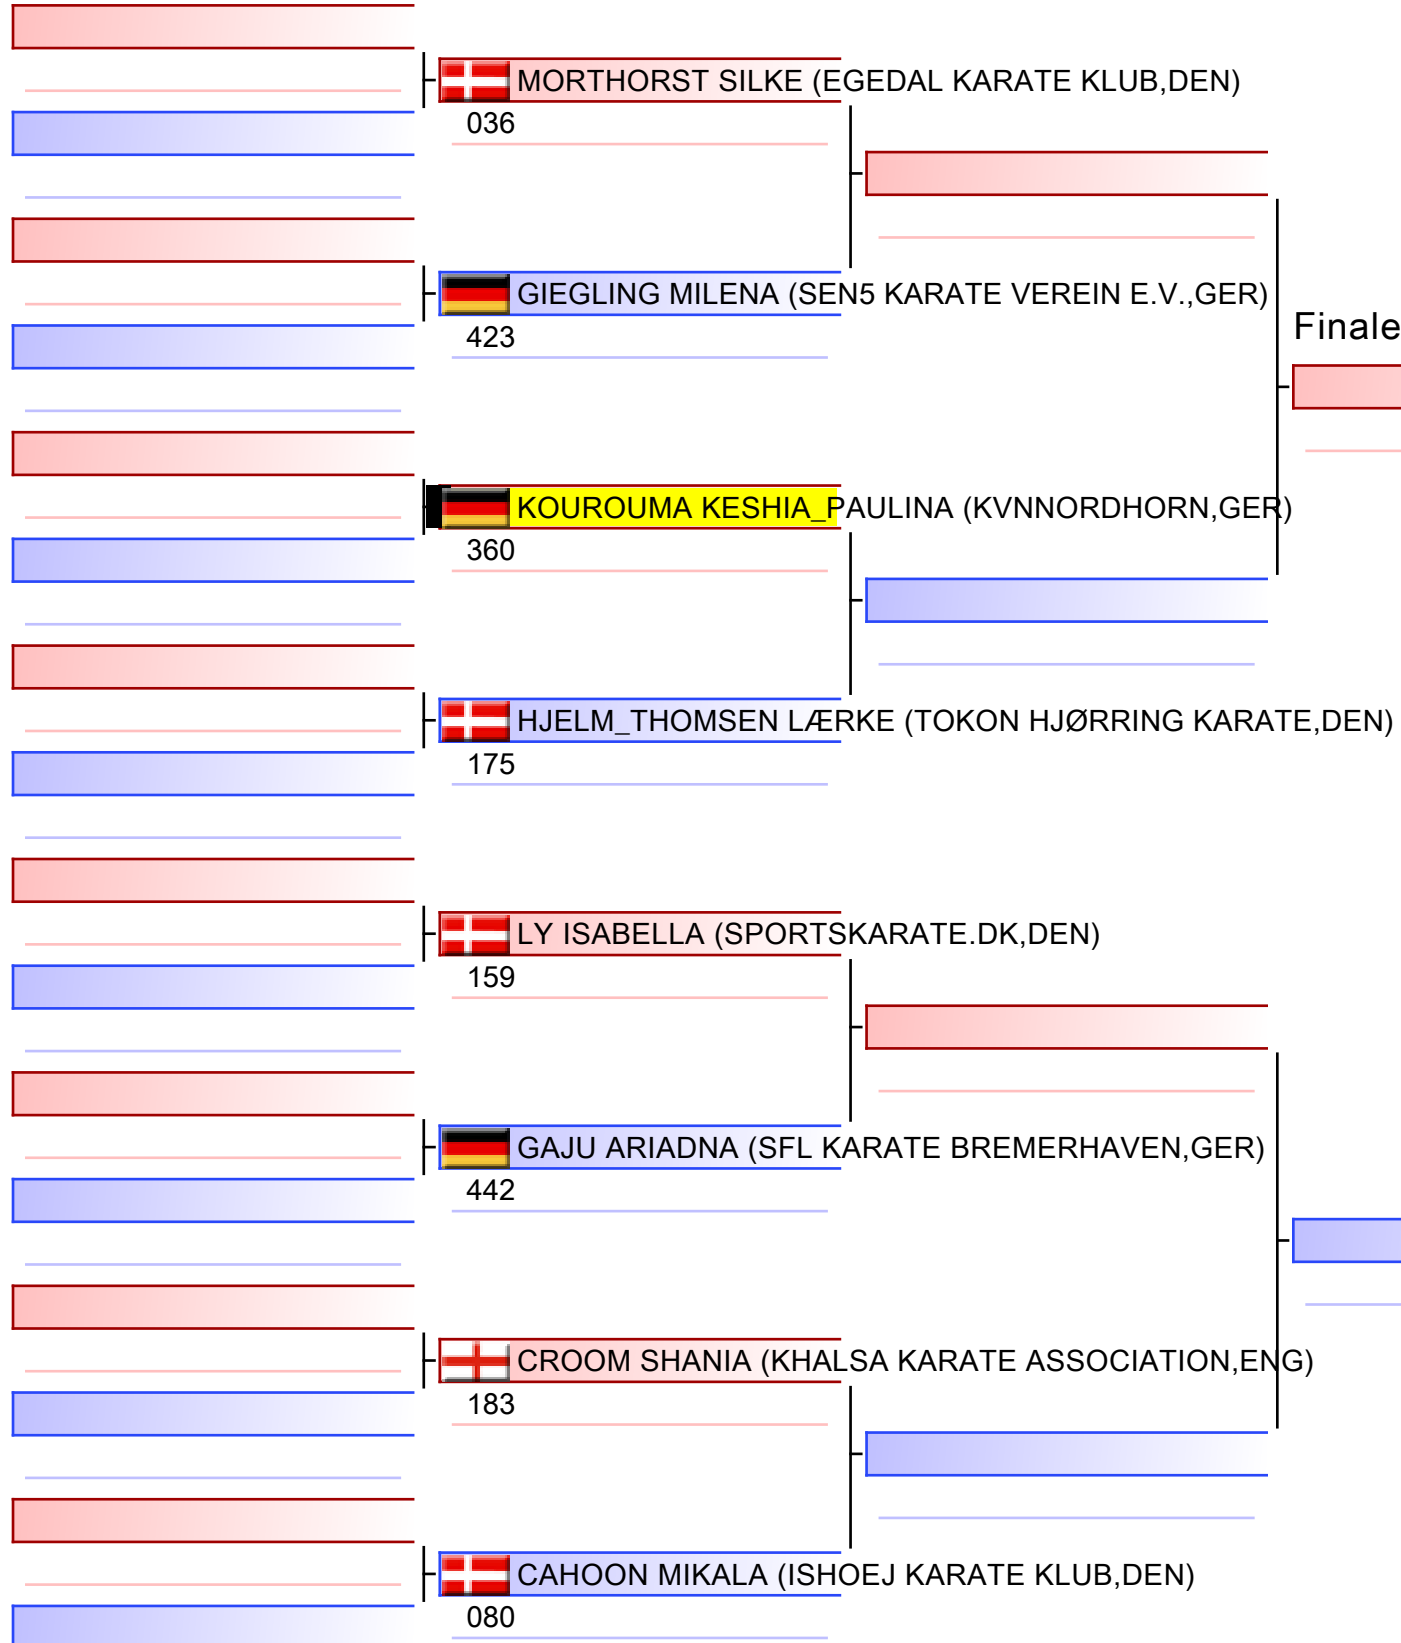 MORTHORST SILKE (EGEDAL KARATE KLUB,DEN)
036
GIEGLING MILENA (SEN5 KARATE VEREIN E.V.,GER)
423
Finale
KOUROUMA KESHIA_PAULINA (KVNNORDHORN,GER)
360
HJELM_THOMSEN LÆRKE (TOKON HJØRRING KARATE,DEN)
175
LY ISABELLA (SPORTSKARATE.DK,DEN)
159
GAJU ARIADNA (SFL KARATE BREMERHAVEN,GER)
442
CROOM SHANIA (KHALSA KARATE ASSOCIATION,ENG)
183
CAHOON MIKALA (ISHOEJ KARATE KLUB,DEN)
080